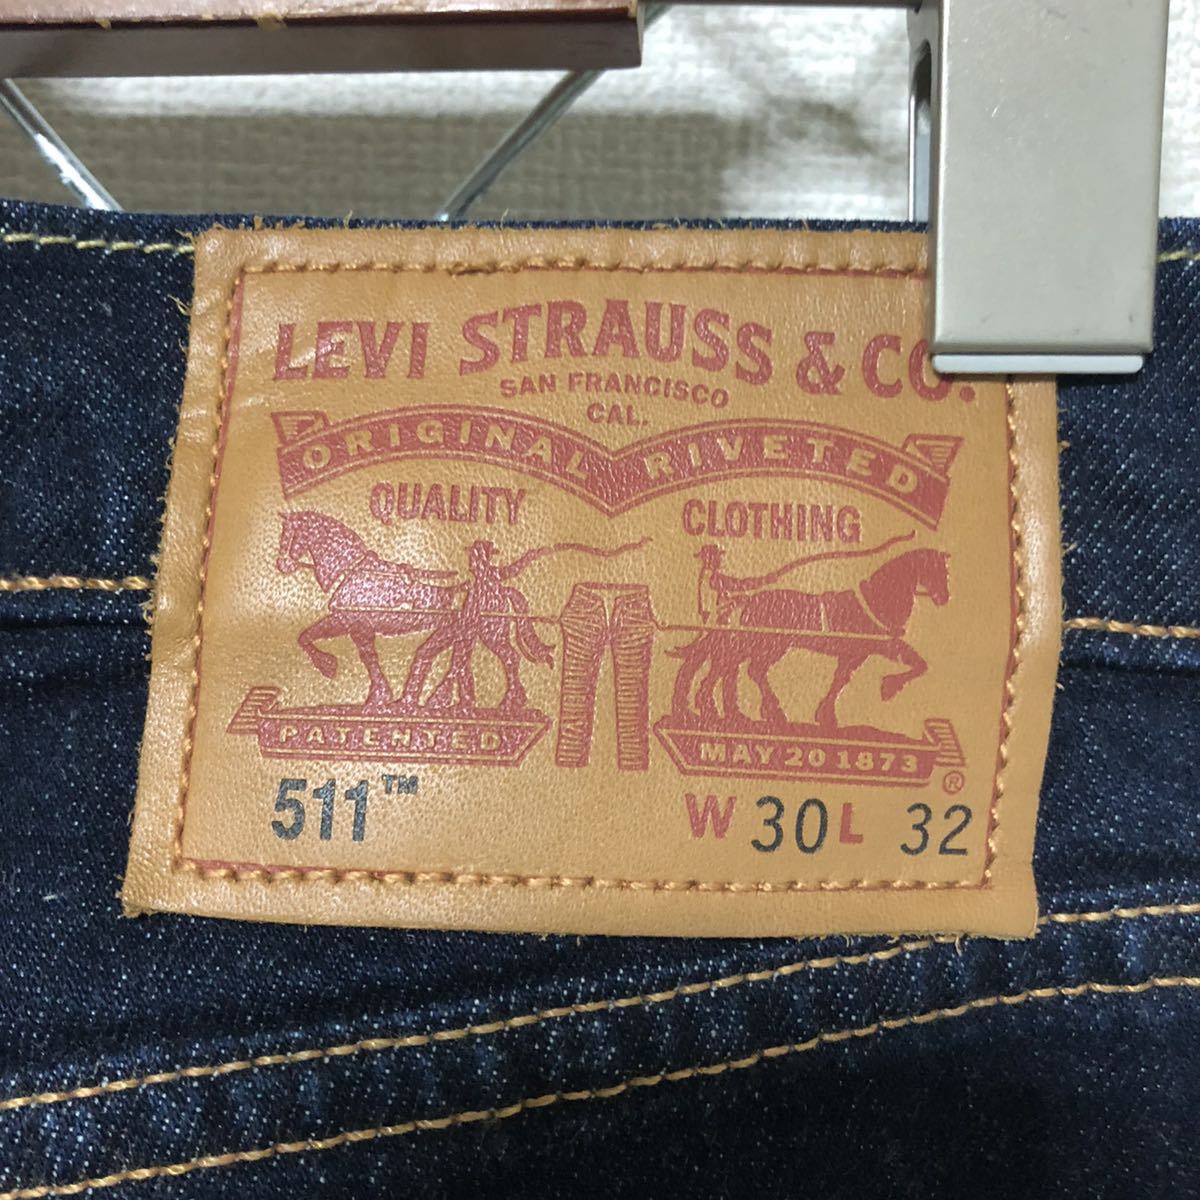 LEVI STRAUSS & CO.
SAN FRANCISCO
CAL.
ORIGINAL RIVETED
QUALITY CLOTHING
PATENTED MAY 20 1873 ®
511™ W 30 L 32